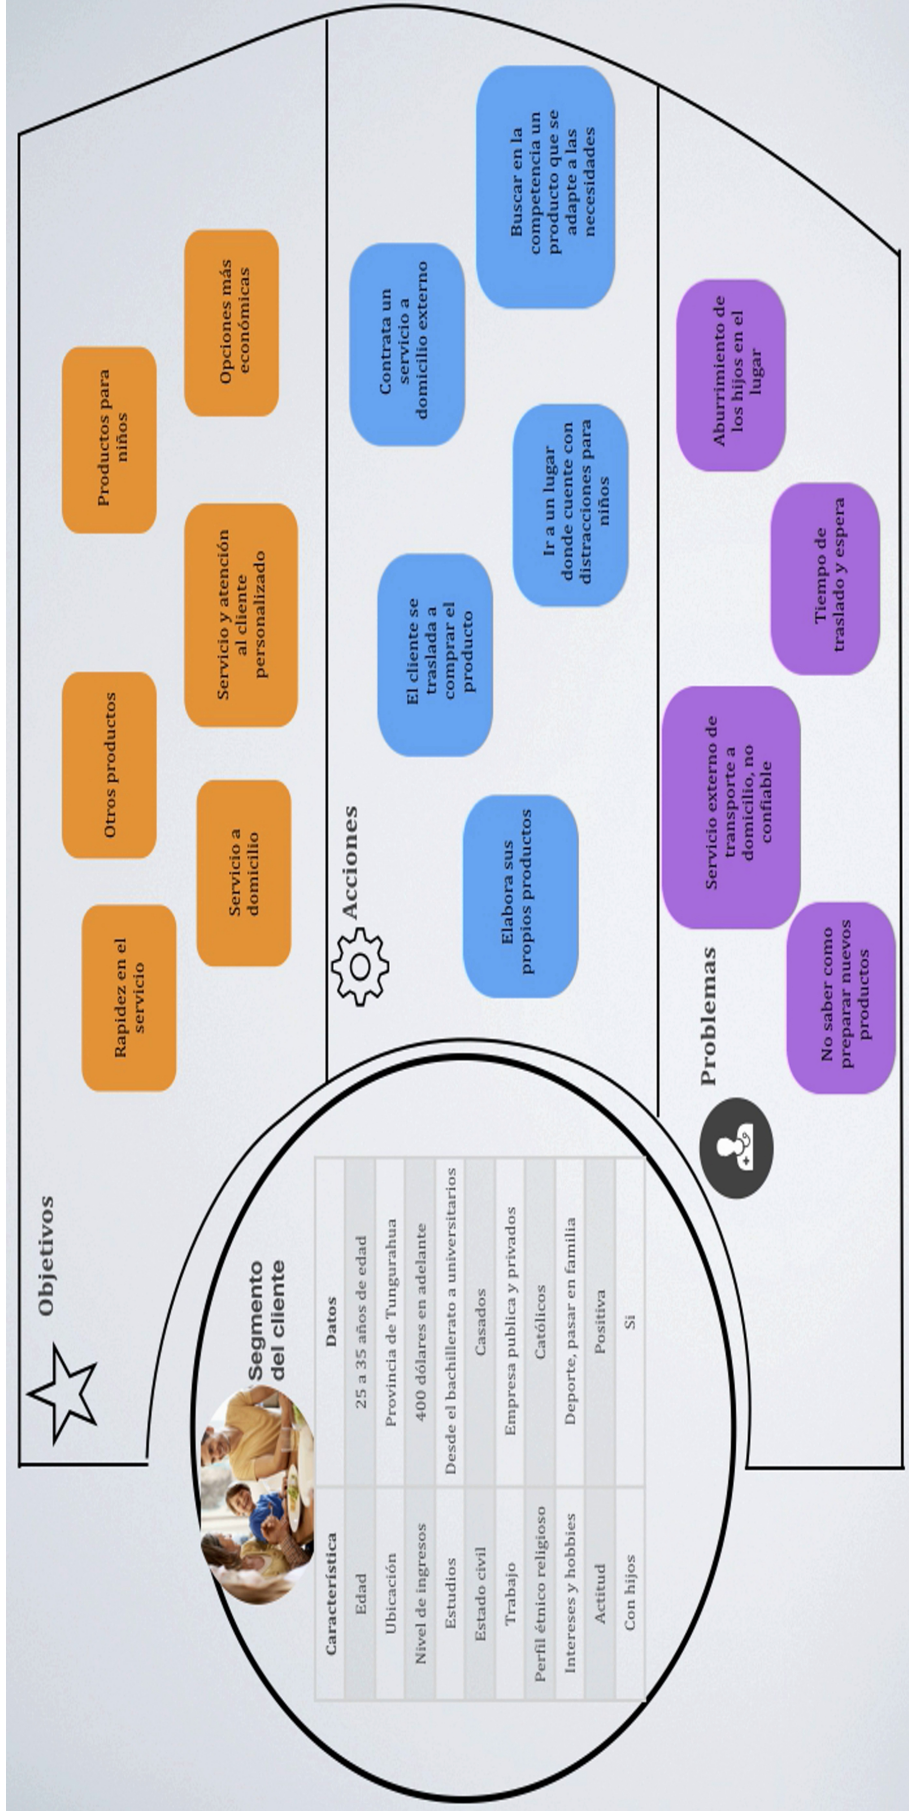 Segmento
del cliente
Característica Datos
Edad 25 a 35 años de edad
Ubicación Provincia de Tungurahua
Nivel de ingresos 400 dólares en adelante
Estudios Desde el bachillerato a universitarios
Estado civil Casados
Trabajo Empresa publica y privados
Perfil étnico religioso Católicos
Intereses y hobbies Deporte, pasar en familia
Actitud Positiva
Con hijos Si
Objetivos
Rapidez en el
servicio
Otros productos
Productos para
niños
Servicio a
domicilio
Servicio y atención
al cliente
personalizado
Opciones más
económicas
Acciones
Elabora sus
propios productos
El cliente se
traslada a
comprar el
producto
Contrata un
servicio a
domicilio externo
Ir a un lugar
donde cuente con
distracciones para
niños
Buscar en la
competencia un
producto que se
adapte a las
necesidades
Problemas
No saber como
preparar nuevos
productos
Servicio externo de
transporte a
domicilio, no
confiable
Tiempo de
traslado y espera
Aburrimiento de
los hijos en el
lugar